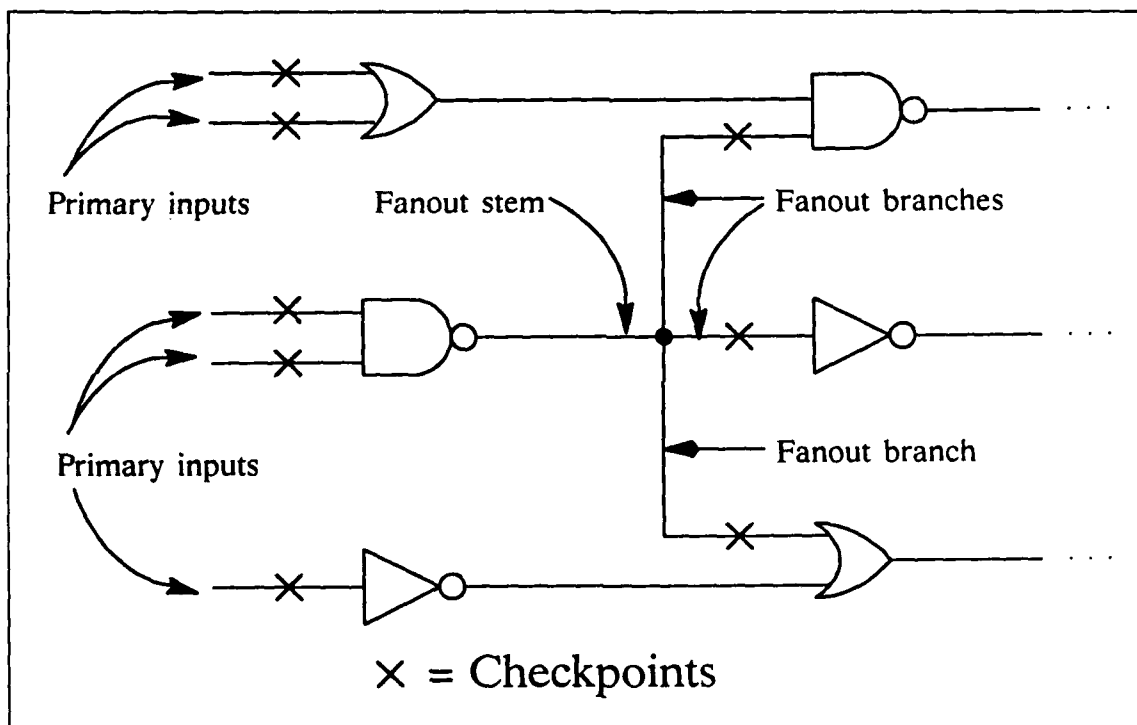 . . .
Primary inputs
Fanout stem
Fanout branches
. . .
Primary inputs
Fanout branch
. . .
× = Checkpoints